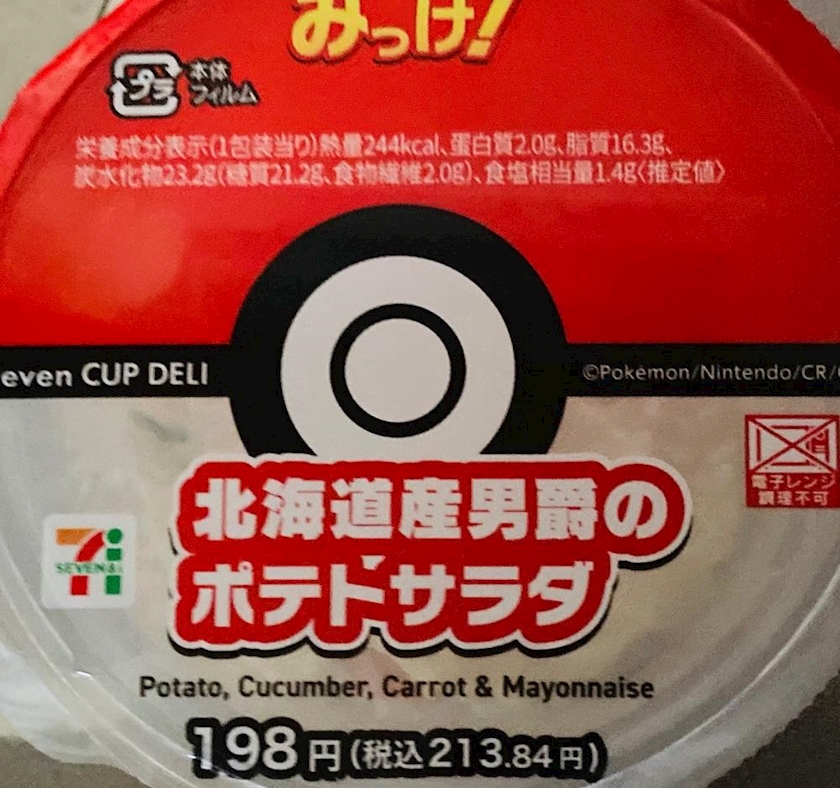 みっけ!
プラ
本体
フィルム
栄養成分表示(1包装当り)熱量244kcal、蛋白質2.0g、脂質16.3g、
炭水化物23.2g(糖質21.2g、食物繊維2.0g)、食塩相当量1.4g〈推定値〉
even CUP DELI
©Pokémon/Nintendo/CR/
電子レンジ
調理不可
北海道産男爵の
ポテトサラダ
SEVEN&i
Potato, Cucumber, Carrot & Mayonnaise
198円(税込213.84円)